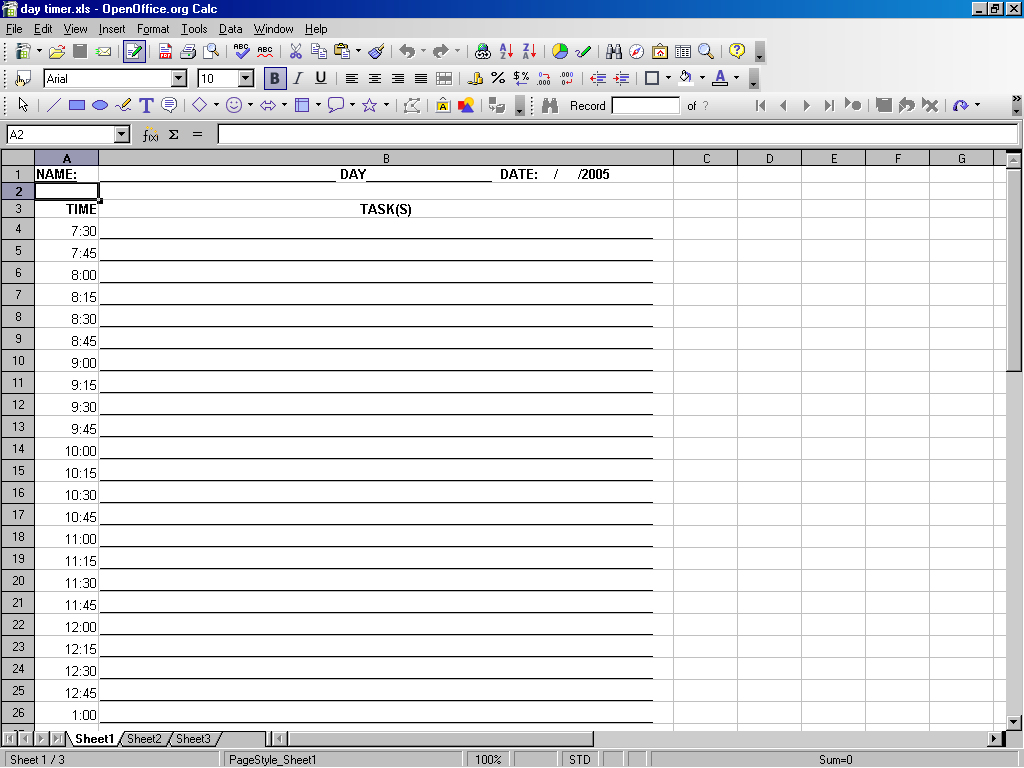 day timer.xls - OpenOffice.org Calc
File Edit View Insert Format Tools Data Window Help
Arial 10 B I U
Record of ?
A2 f(x) Σ =
A B C D E F G
1 NAME: DAY DATE: / /2005
2
3 TIME TASK(S)
4 7:30
5 7:45
6 8:00
7 8:15
8 8:30
9 8:45
10 9:00
11 9:15
12 9:30
13 9:45
14 10:00
15 10:15
16 10:30
17 10:45
18 11:00
19 11:15
20 11:30
21 11:45
22 12:00
23 12:15
24 12:30
25 12:45
26 1:00
Sheet1 Sheet2 Sheet3
Sheet 1 / 3 PageStyle_Sheet1 100% STD Sum=0